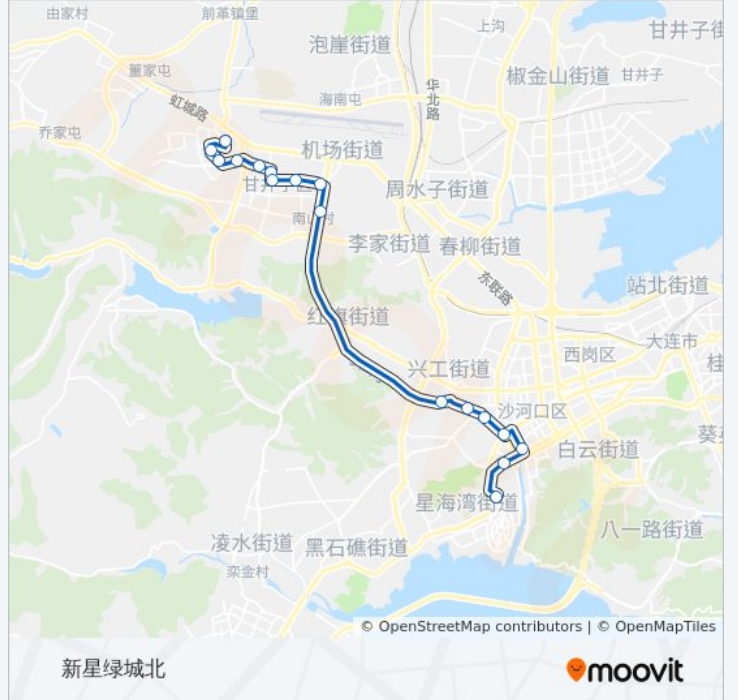 由家村
前革镇堡
上沟
甘井子街
泡崖街道
董家屯
椒金山街道
甘井子
虹城路
海南屯
华北路
乔家屯
机场街道
甘井子区
周水子街道
南山村
李家街道
春柳街道
东联路
站北街道
红旗街道
大连市
西岗区
兴工街道
桂
沙河口区
葵英
白云街道
星海湾街道
八一路街道
凌水街道
黑石礁街道
栾金村
© OpenStreetMap contributors | © OpenMapTiles
新星绿城北
moovit